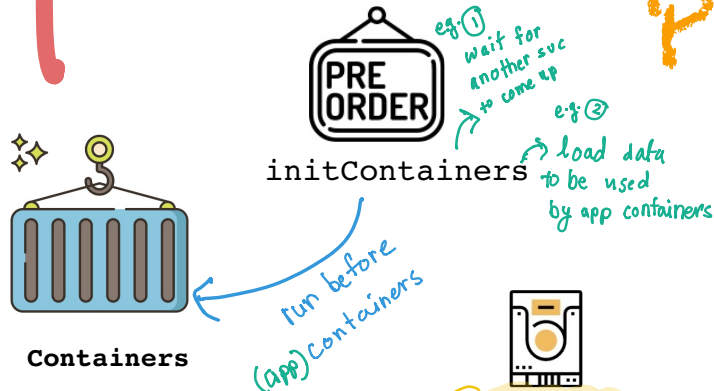 PRE
ORDER
e.g. 1
wait for
another svc
to come up
e.g. 2
initContainers
load data
to be used
by app containers
run before
(app) containers
Containers